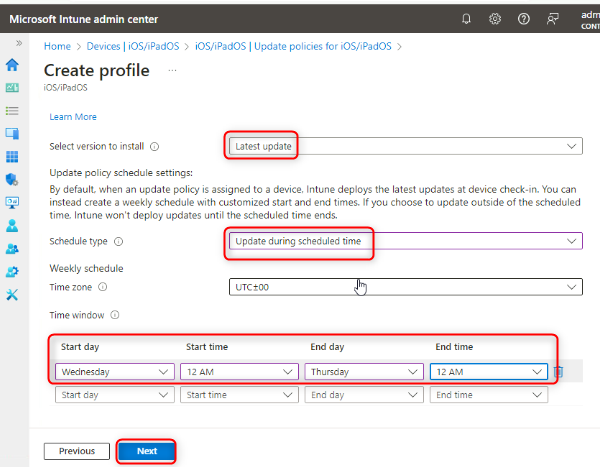 Microsoft Intune admin center
adm
CONT
Home > Devices | iOS/iPadOS > iOS/iPadOS | Update policies for iOS/iPadOS >
Create profile ...
iOS/iPadOS
Learn More
Select version to install
Latest update
Update policy schedule settings:
By default, when an update policy is assigned to a device, Intune deploys the latest updates at device check-in. You can
instead create a weekly schedule with customized start and end times. If you choose to update outside of the scheduled
time, Intune won't deploy updates until the scheduled time ends.
Schedule type
Update during scheduled time
Weekly schedule
Time zone
UTC±00
Time window
Start day Start time End day End time
Wednesday 12 AM Thursday 12 AM
Start day Start time End day End time
Previous Next